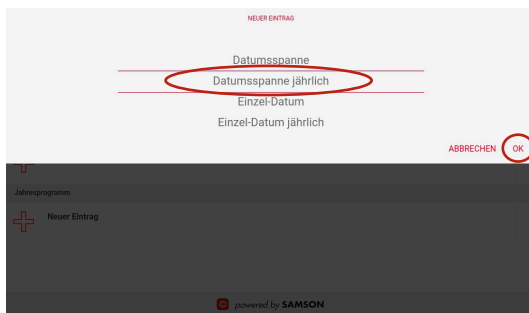 NEUER EINTRAG
Datumsspanne
Datumsspanne jährlich
Einzel-Datum
Einzel-Datum jährlich
ABBRECHEN OK
Jahresprogramm
Neuer Eintrag
powered by SAMSON